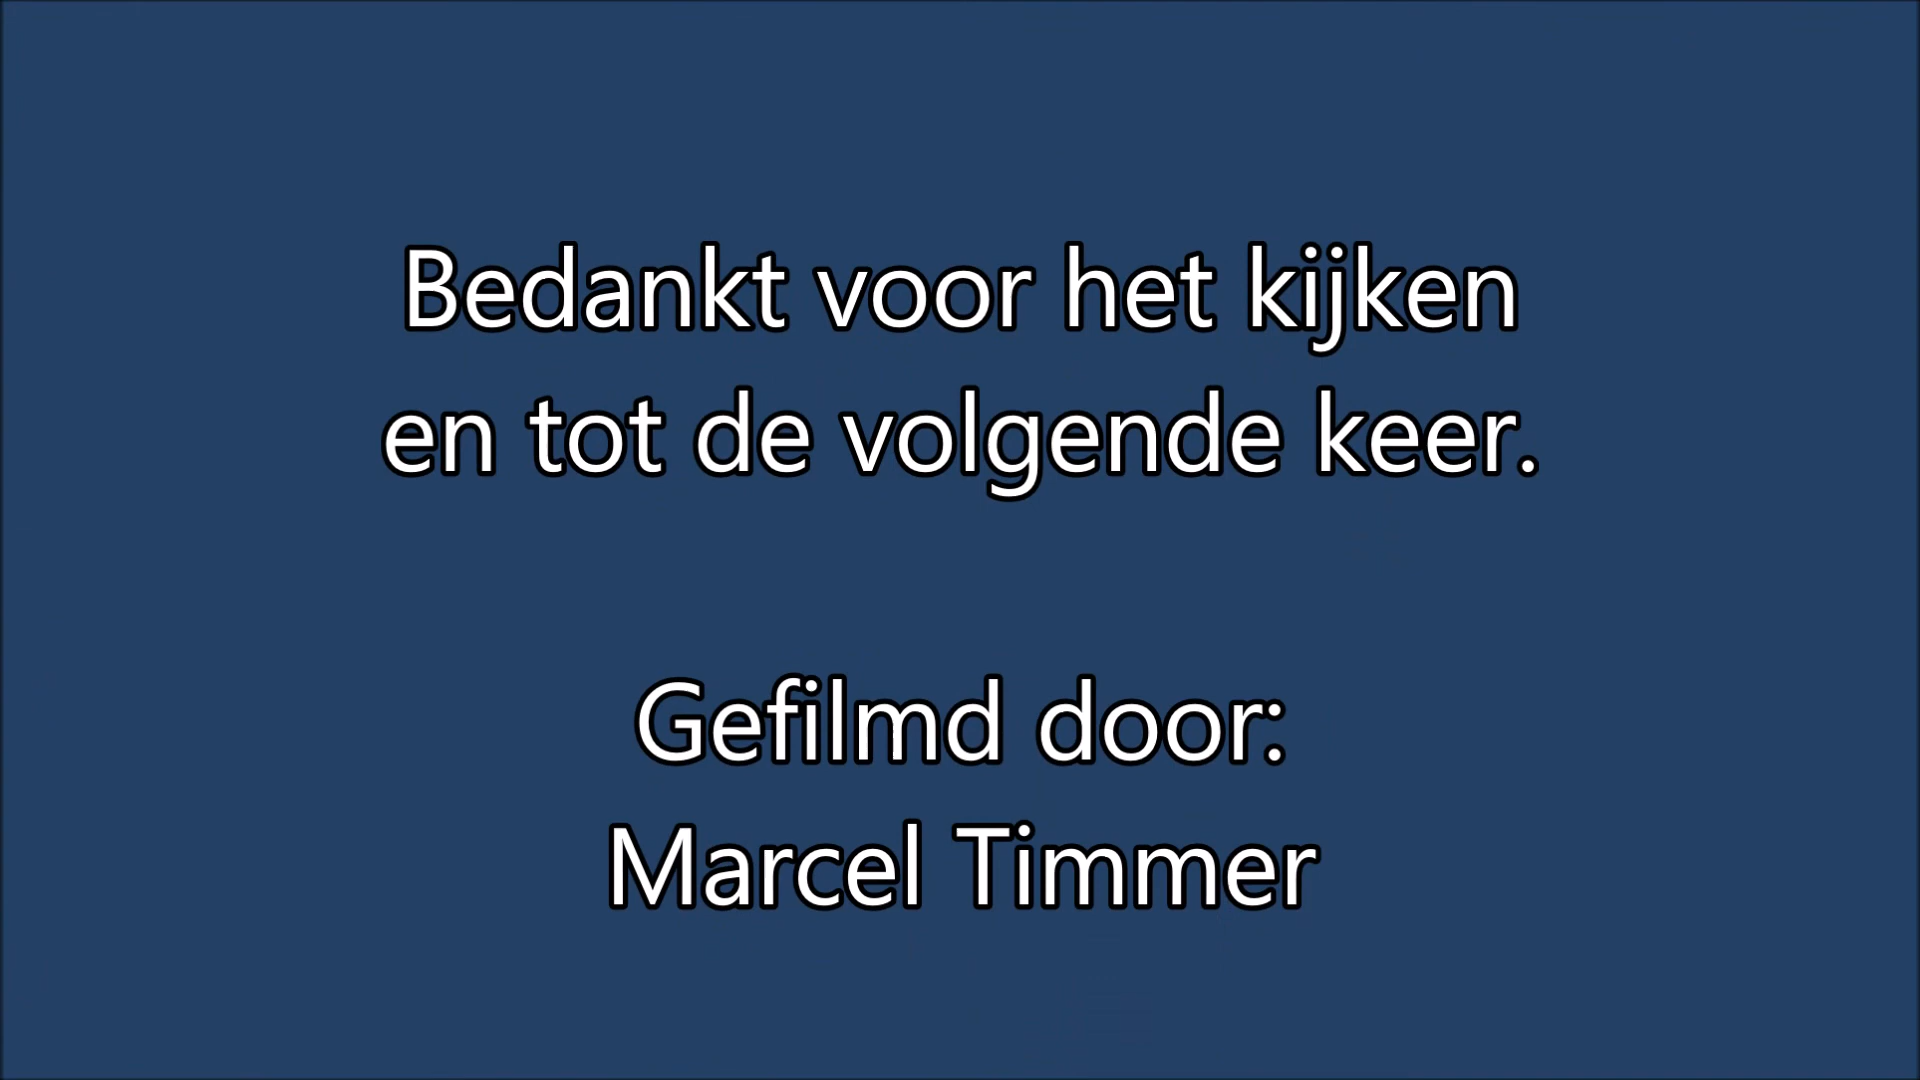 Bedankt voor het kijken
en tot de volgende keer.
Gefilmd door:
Marcel Timmer